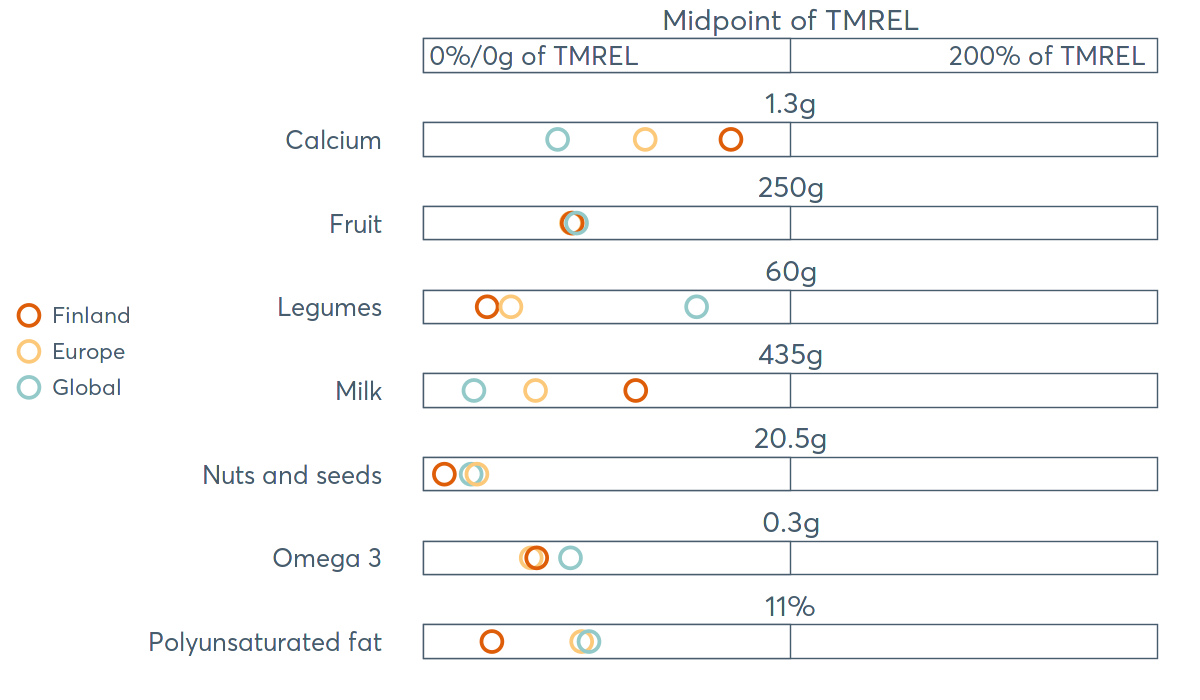 Midpoint of TMREL
0%/0g of TMREL
200% of TMREL
1.3g
Calcium
250g
Fruit
60g
Legumes
Finland
Europe
Global
435g
Milk
20.5g
Nuts and seeds
0.3g
Omega 3
11%
Polyunsaturated fat